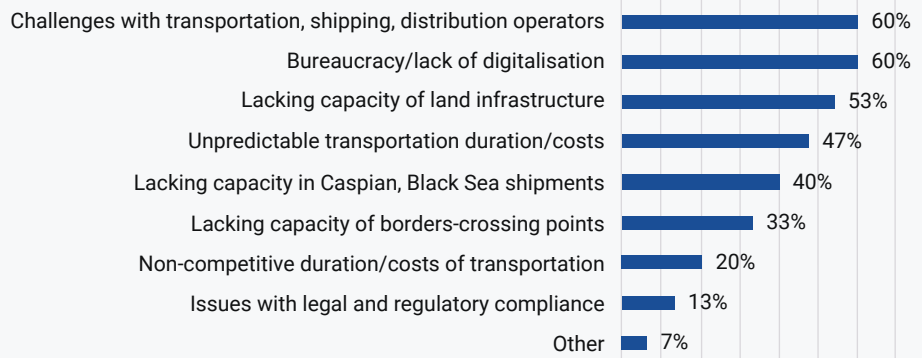 Challenges with transportation, shipping, distribution operators 60%
Bureaucracy/lack of digitalisation 60%
Lacking capacity of land infrastructure 53%
Unpredictable transportation duration/costs 47%
Lacking capacity in Caspian, Black Sea shipments 40%
Lacking capacity of borders-crossing points 33%
Non-competitive duration/costs of transportation 20%
Issues with legal and regulatory compliance 13%
Other 7%